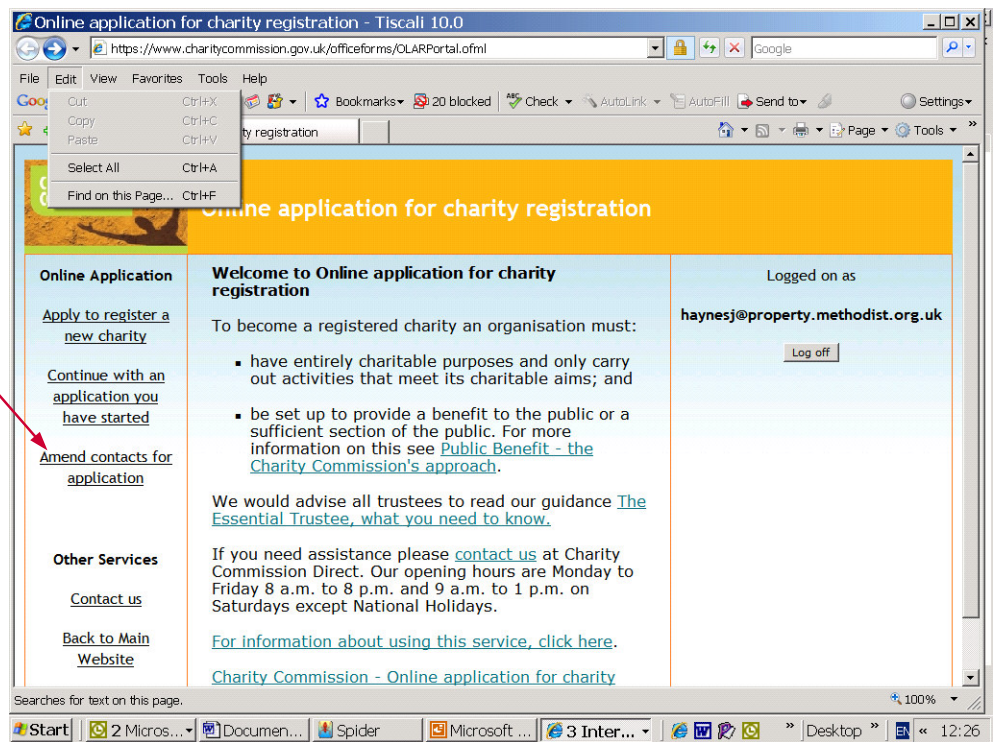 Online application for charity registration - Tiscali 10.0
https://www.charitycommission.gov.uk/officeforms/OLARPortal.ofml
Google
File Edit View Favorites Tools Help
Cut Ctrl+X
Copy Ctrl+C
Paste Ctrl+V
Select All Ctrl+A
Find on this Page... Ctrl+F
Bookmarks 20 blocked Check AutoLink AutoFill Send to Settings
ty registration
Page Tools
Online application for charity registration
Online Application
Apply to register a
new charity
Continue with an
application you
have started
Amend contacts for
application
Other Services
Contact us
Back to Main
Website
Welcome to Online application for charity
registration
To become a registered charity an organisation must:
have entirely charitable purposes and only carry
out activities that meet its charitable aims; and
be set up to provide a benefit to the public or a
sufficient section of the public. For more
information on this see Public Benefit - the
Charity Commission's approach.
We would advise all trustees to read our guidance The
Essential Trustee, what you need to know.
If you need assistance please contact us at Charity
Commission Direct. Our opening hours are Monday to
Friday 8 a.m. to 8 p.m. and 9 a.m. to 1 p.m. on
Saturdays except National Holidays.
For information about using this service, click here.
Charity Commission - Online application for charity
Logged on as
haynesj@property.methodist.org.uk
Log off
Searches for text on this page.
100%
Start 2 Micros... Documen... Spider Microsoft ... 3 Inter... Desktop EN 12:26